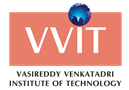 VVIT
VASIREDDY VENKATADRI
INSTITUTE OF TECHNOLOGY